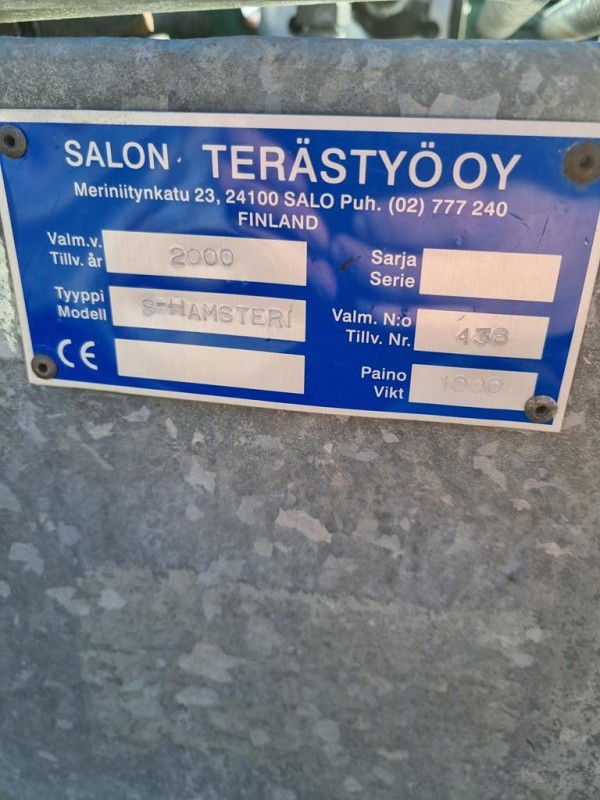 SALON TERÄSTYÖ OY
Meriniitynkatu 23, 24100 SALO Puh. (02) 777 240
FINLAND
Valm.v.
Tillv. år
2000
Sarja
Serie
Tyyppi
Modell
S-HAMSTERI
Valm. N:o
Tillv. Nr.
436
CE
Paino
Vikt
1000